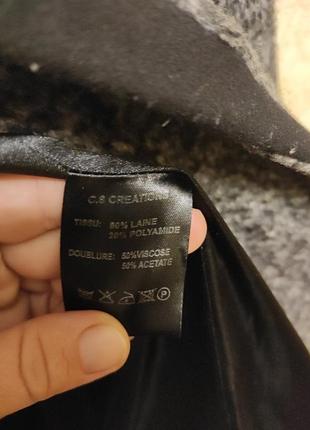 C.S CREATIONS
TISSU: 80% LAINE
20% POLYAMIDE
DOUBLURE: 50%VISCOSE
50% ACETATE
P